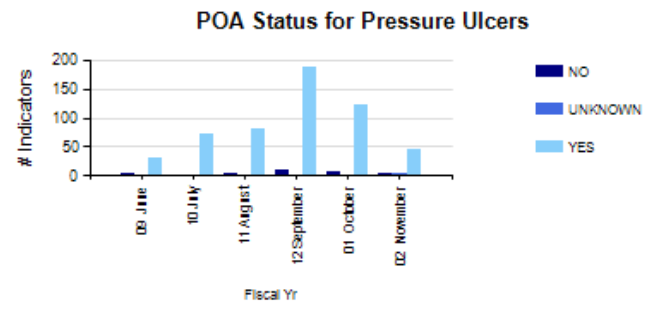 POA Status for Pressure Ulcers
# Indicators
200
150
100
50
0
09 June
10 July
11 August
12 September
01 October
02 November
Fiscal Yr
NO
UNKNOWN
YES